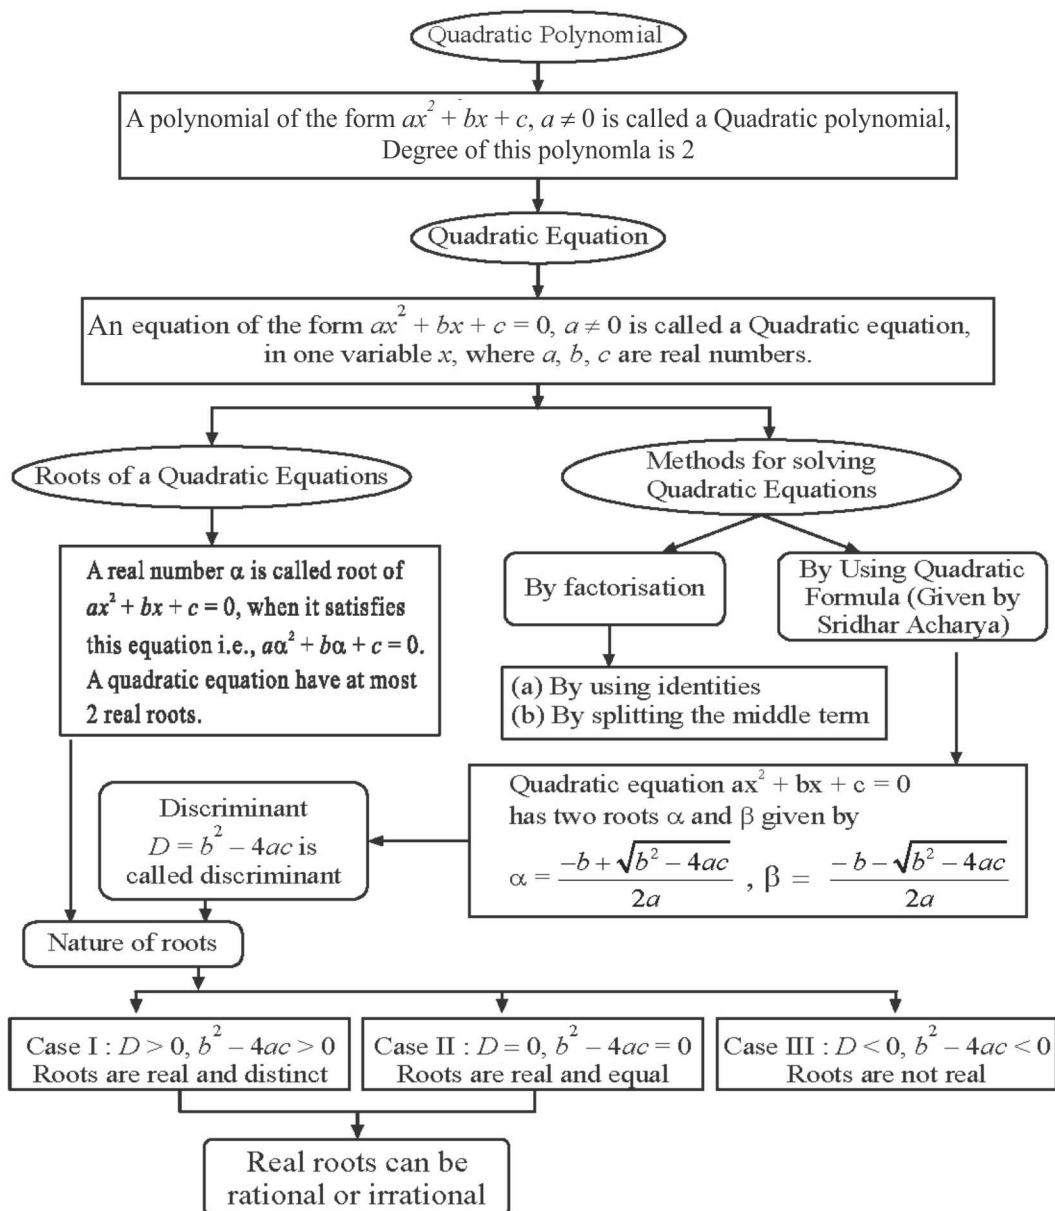 Quadratic Polynomial
A polynomial of the form ax² + bx + c, a ≠ 0 is called a Quadratic polynomial,
Degree of this polynomla is 2
Quadratic Equation
An equation of the form ax² + bx + c = 0, a ≠ 0 is called a Quadratic equation,
in one variable x, where a, b, c are real numbers.
Roots of a Quadratic Equations
Methods for solving
Quadratic Equations
A real number α is called root of
ax² + bx + c = 0, when it satisfies
this equation i.e., aα² + bα + c = 0.
A quadratic equation have at most
2 real roots.
By factorisation
By Using Quadratic
Formula (Given by
Sridhar Acharya)
(a) By using identities
(b) By splitting the middle term
Quadratic equation ax² + bx + c = 0
has two roots α and β given by
α = (-b + √(b² – 4ac))/2a , β = (-b – √(b² – 4ac))/2a
Discriminant
D = b² – 4ac is
called discriminant
Nature of roots
Case I : D > 0, b² – 4ac > 0
Roots are real and distinct
Case II : D = 0, b² – 4ac = 0
Roots are real and equal
Case III : D < 0, b² – 4ac < 0
Roots are not real
Real roots can be
rational or irrational